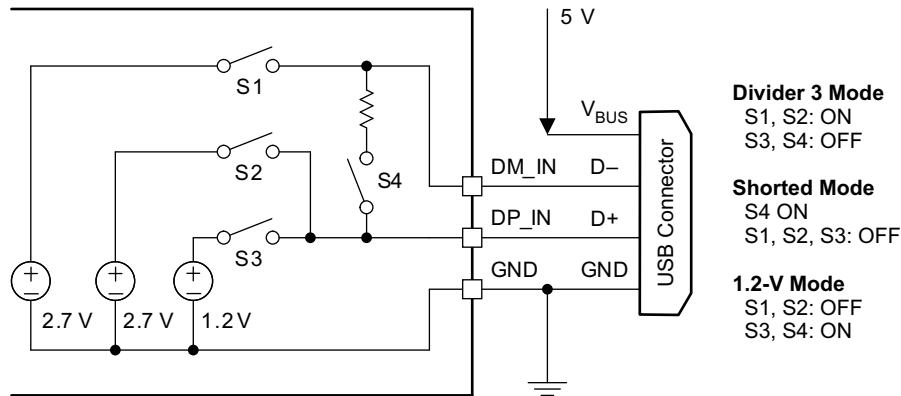 5 V
S1
VBUS
S2
S4
DM_IN D–
S3
DP_IN D+
GND GND
USB Connector
+
–
+
–
+
–
2.7 V
2.7 V
1.2 V
Divider 3 Mode
S1, S2: ON
S3, S4: OFF
Shorted Mode
S4 ON
S1, S2, S3: OFF
1.2-V Mode
S1, S2: OFF
S3, S4: ON